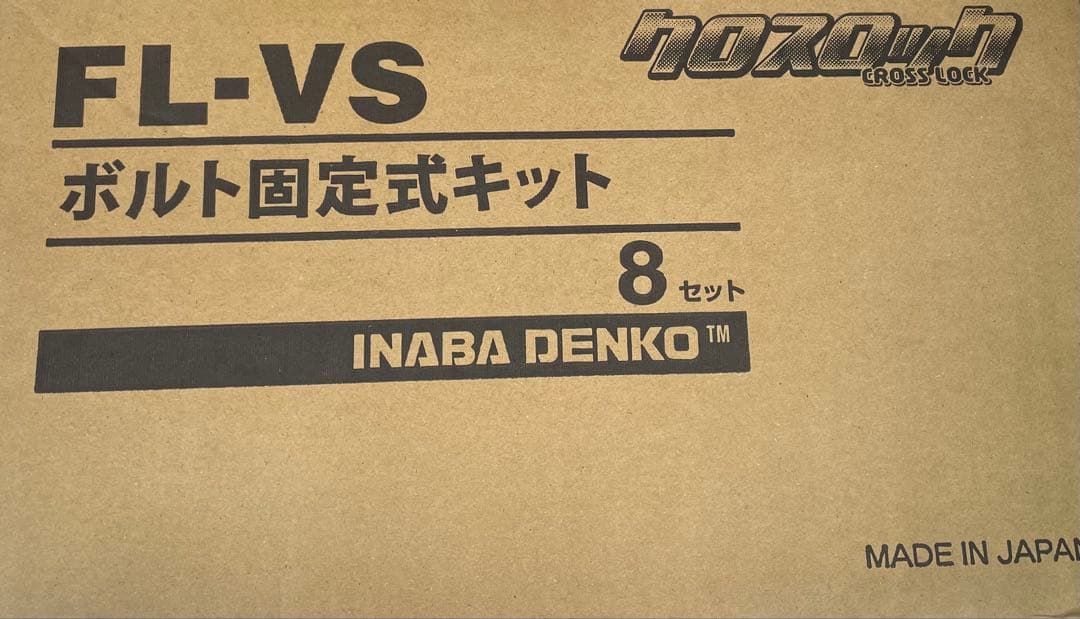 クロスロック
CROSS LOCK
FL-VS
ボルト固定式キット
8セット
INABA DENKO™
MADE IN JAPAN